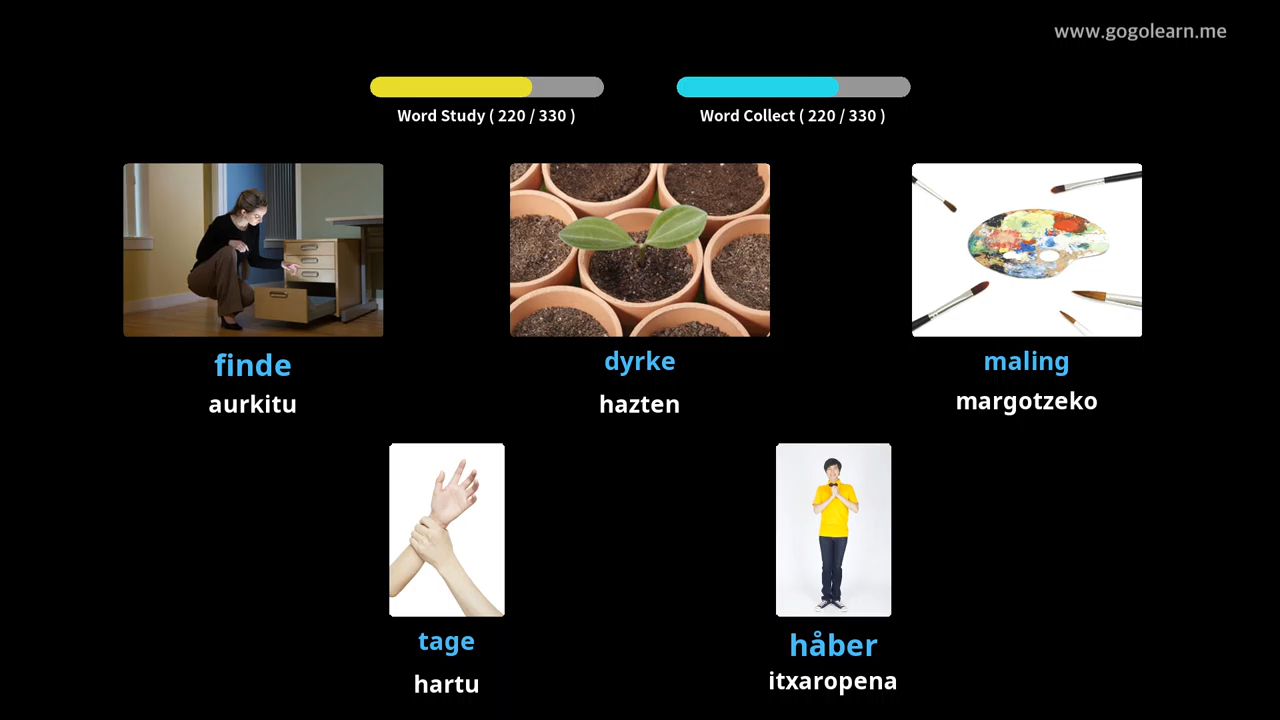 www.gogolearn.me
Word Study ( 220 / 330 )
Word Collect ( 220 / 330 )
finde
dyrke
maling
aurkitu
hazten
margotzeko
tage
håber
hartu
itxaropena